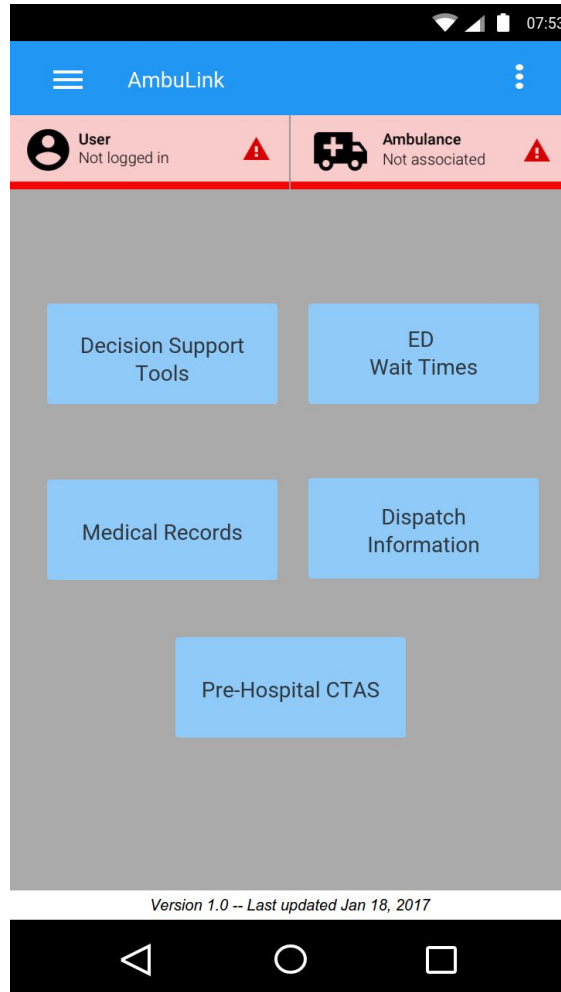 07:53
AmbuLink
User
Not logged in
Ambulance
Not associated
Decision Support
Tools
ED
Wait Times
Medical Records
Dispatch
Information
Pre-Hospital CTAS
Version 1.0 -- Last updated Jan 18, 2017